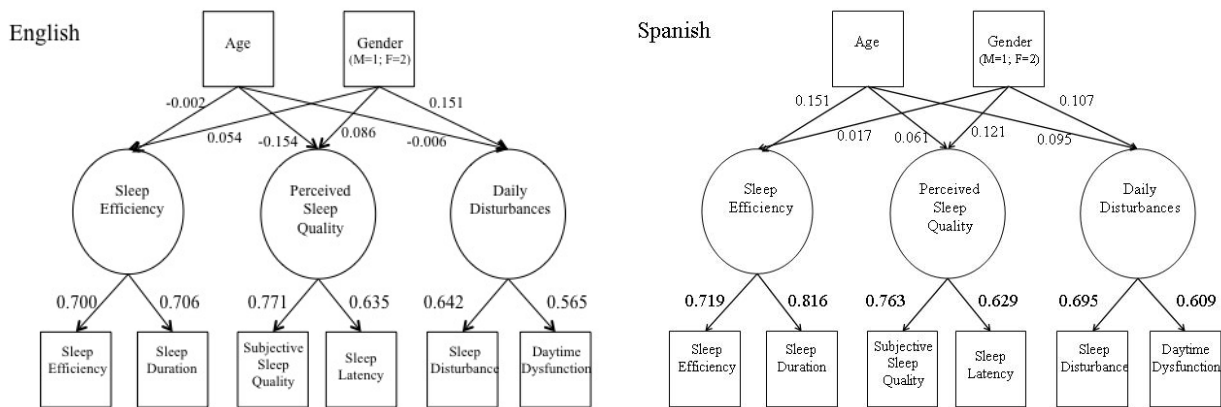 English
Age
Gender
(M=1; F=2)
-0.002
0.151
0.054
-0.154
0.086
-0.006
Sleep
Efficiency
Perceived
Sleep
Quality
Daily
Disturbances
0.700
0.706
0.771
0.635
0.642
0.565
Sleep
Efficiency
Sleep
Duration
Subjective
Sleep
Quality
Sleep
Latency
Sleep
Disturbance
Daytime
Dysfunction
Spanish
Age
Gender
(M=1; F=2)
0.151
0.107
0.017
0.061
0.121
0.095
Sleep
Efficiency
Perceived
Sleep
Quality
Daily
Disturbances
0.719
0.816
0.763
0.629
0.695
0.609
Sleep
Efficiency
Sleep
Duration
Subjective
Sleep
Quality
Sleep
Latency
Sleep
Disturbance
Daytime
Dysfunction